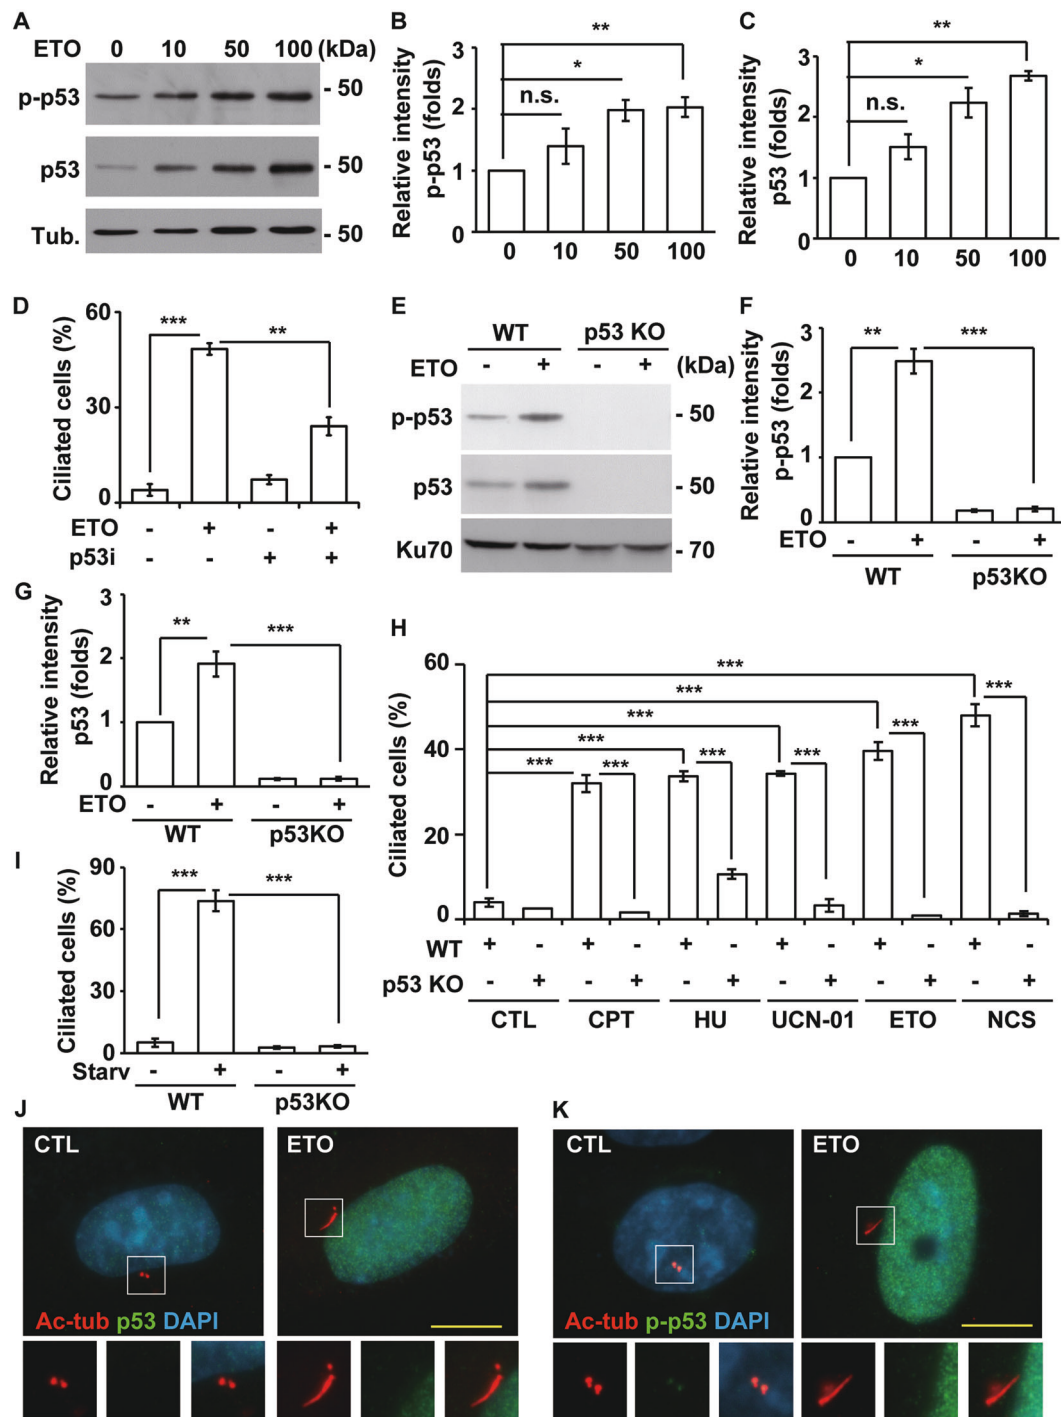 A
ETO 0 10 50 100 (kDa)
p-p53 - 50
p53 - 50
Tub. - 50
B
Relative intensity
p-p53 (folds)
3
2
1
0
n.s.
*
**
0 10 50 100
C
Relative intensity
p53 (folds)
3
2
1
0
n.s.
*
**
0 10 50 100
D
Ciliated cells (%)
60
30
0
*** **
ETO - + - +
p53i - - + +
E
WT p53 KO
ETO - + - + (kDa)
p-p53 - 50
p53 - 50
Ku70 - 70
F
Relative intensity
p-p53 (folds)
3
2
1
0
** ***
ETO - + - +
WT p53KO
G
Relative intensity
p53 (folds)
3
2
1
0
** ***
ETO - + - +
WT p53KO
H
Ciliated cells (%)
60
40
20
0
***
*** ***
*** ***
*** *** ***
*** ***
WT + - + - + - + - + - + -
p53 KO - + - + - + - + - + - +
CTL CPT HU UCN-01 ETO NCS
I
Ciliated cells (%)
90
60
30
0
*** ***
Starv - + - +
WT p53KO
J
CTL ETO
Ac-tub p53 DAPI
K
CTL ETO
Ac-tub p-p53 DAPI